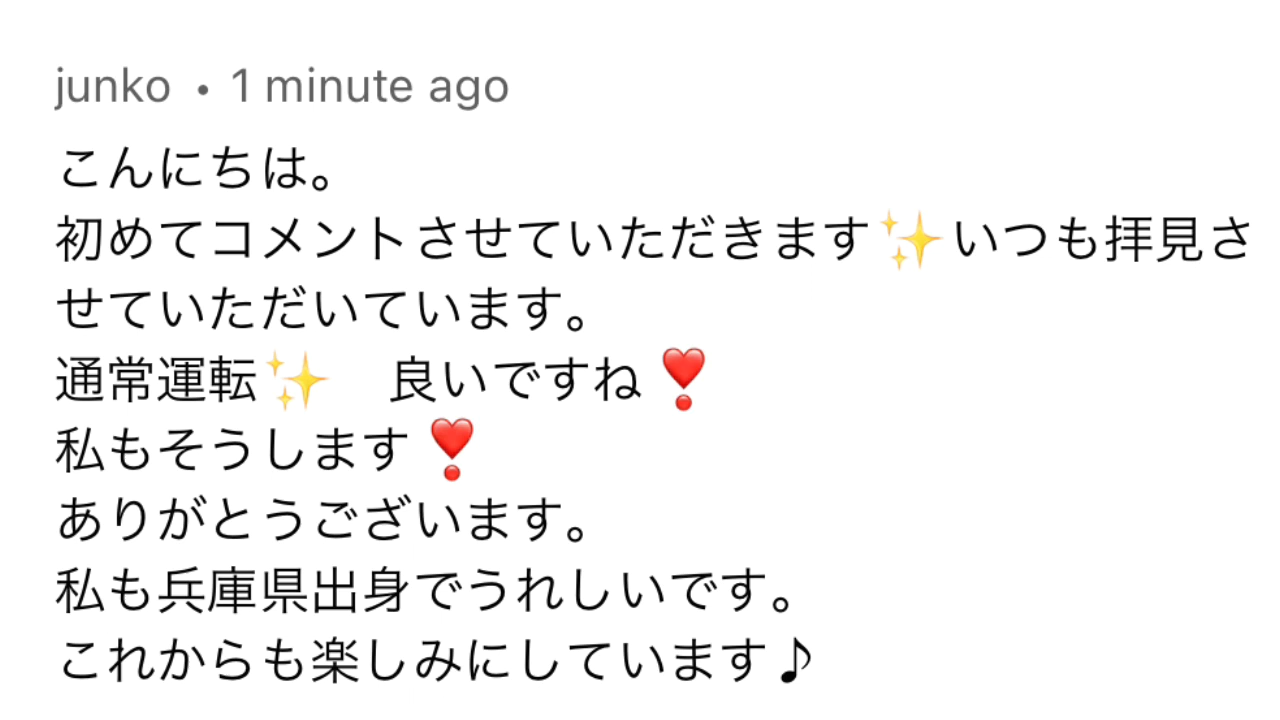 junko • 1 minute ago
こんにちは。
初めてコメントさせていただきます✨いつも拝見さ
せていただいています。
通常運転✨　良いですね❣️
私もそうします❣️
ありがとうございます。
私も兵庫県出身でうれしいです。
これからも楽しみにしています♪